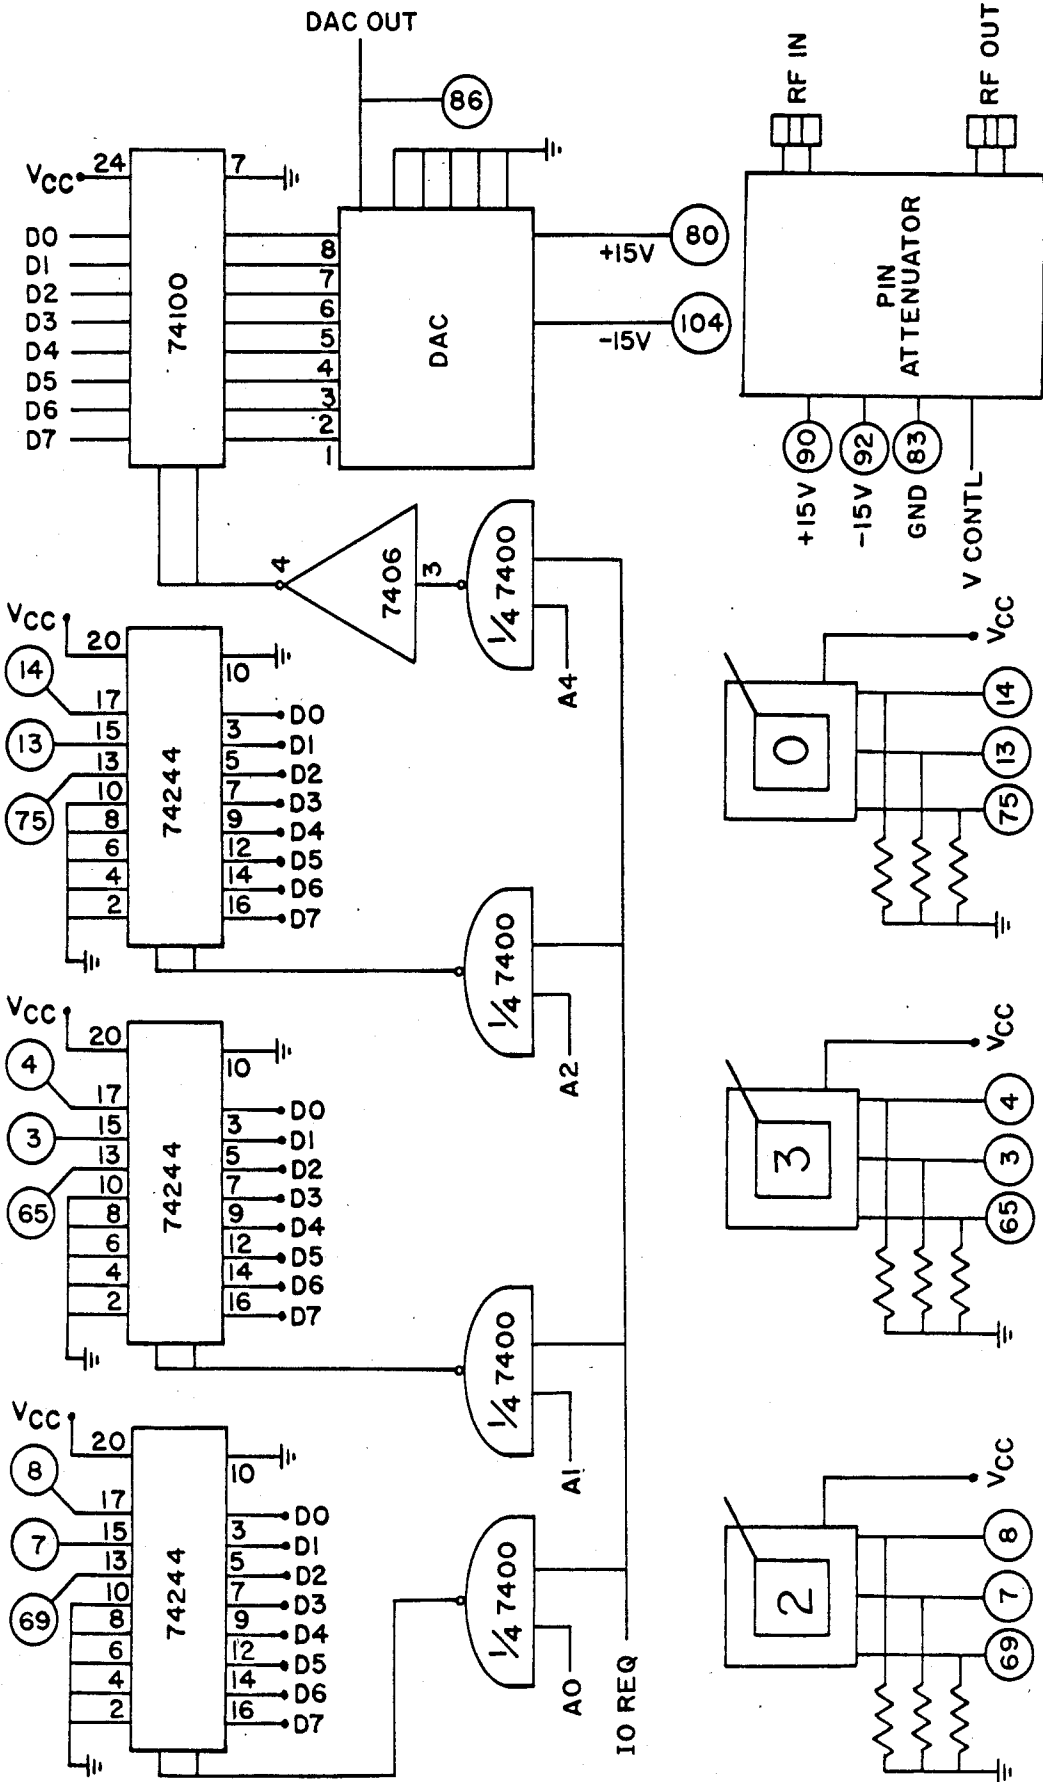 DAC OUT
86
VCC 24 7
D0
D1
D2
D3
D4
D5
D6
D7
74100
8
7
6
5
4
3
2
1
DAC
+15V 80
-15V 104
RF IN
RF OUT
PIN
ATTENUATOR
+15V 90
-15V 92
GND 83
V CONTL
4
7406
3
1/4 7400
A4
VCC
20
14
17
13
15
75
13
10
8
6
4
2
74244
10
D0
3 D1
5 D2
7 D3
9 D4
12 D5
14 D6
16 D7
1/4 7400
A2
VCC
20
4
17
3
15
65
13
10
8
6
4
2
74244
10
D0
3 D1
5 D2
7 D3
9 D4
12 D5
14 D6
16 D7
1/4 7400
A1
VCC
20
8
17
7
15
69
13
10
8
6
4
2
74244
10
D0
3 D1
5 D2
7 D3
9 D4
12 D5
14 D6
16 D7
1/4 7400
A0
IO REQ
0
VCC
14
13
75
3
VCC
4
3
65
2
VCC
8
7
69